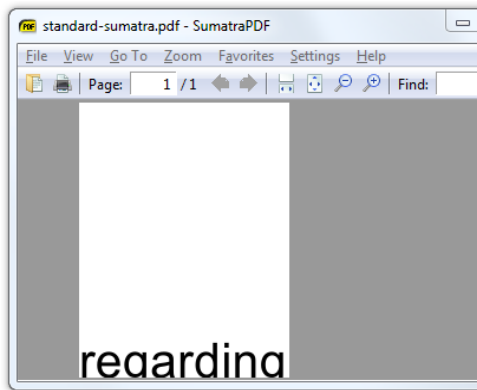 standard-sumatra.pdf - SumatraPDF
File View Go To Zoom Favorites Settings Help
Page: 1 / 1 Find:
regarding